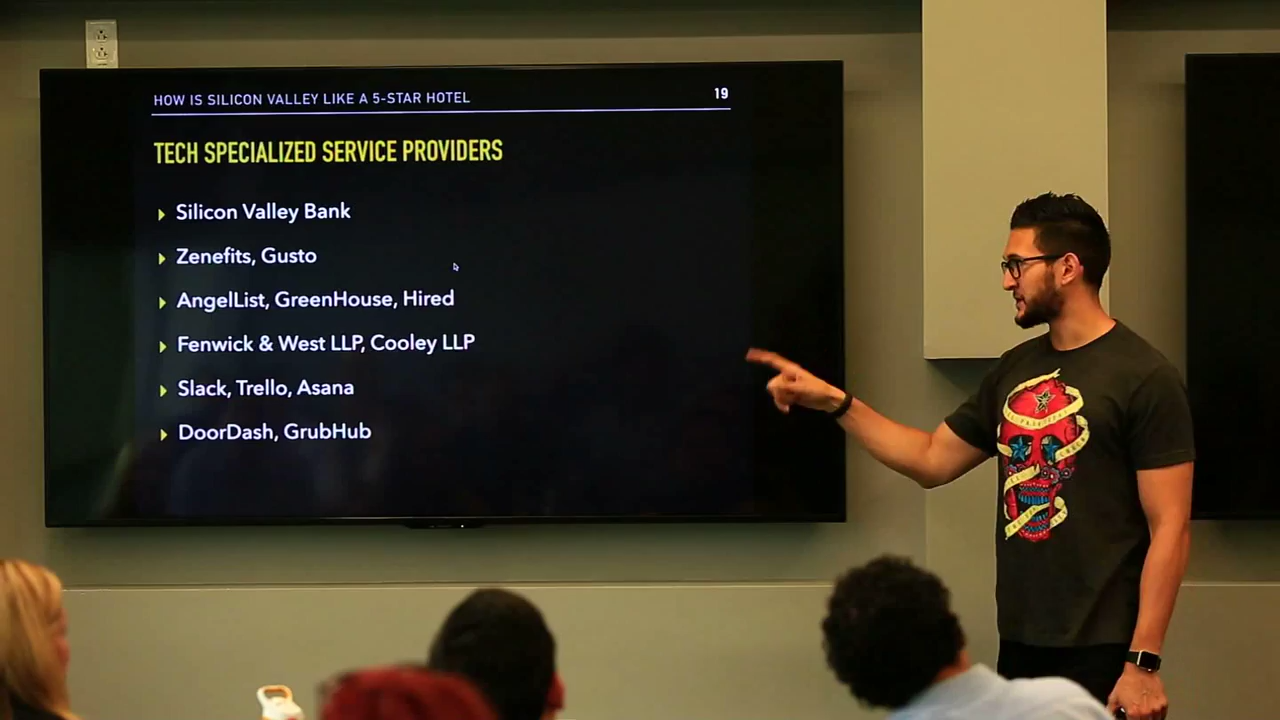 HOW IS SILICON VALLEY LIKE A 5-STAR HOTEL
19
TECH SPECIALIZED SERVICE PROVIDERS
Silicon Valley Bank
Zenefits, Gusto
AngelList, GreenHouse, Hired
Fenwick & West LLP, Cooley LLP
Slack, Trello, Asana
DoorDash, GrubHub